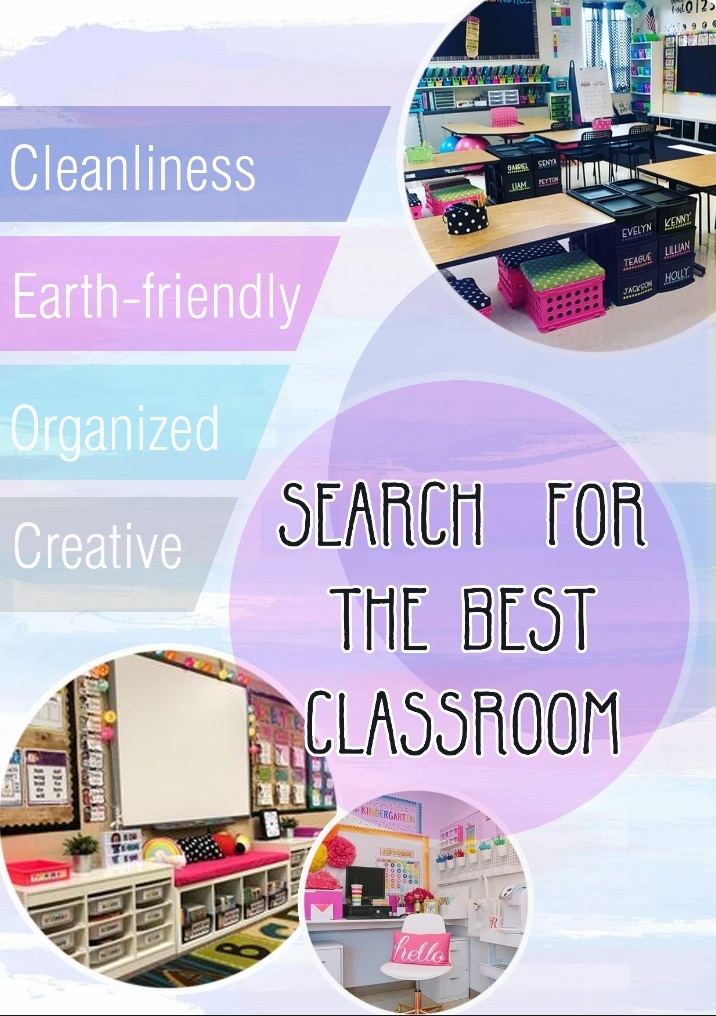 Cleanliness
Earth-friendly
Organized
Creative
SEARCH FOR
THE BEST
CLASSROOM
GABRIEL
GENYA
LIAM
PEYTON
EVELYN
KENNY
TEAGUE
LILLIAN
JACKSON
HOLLY
KINDERGARTEN
hello
R